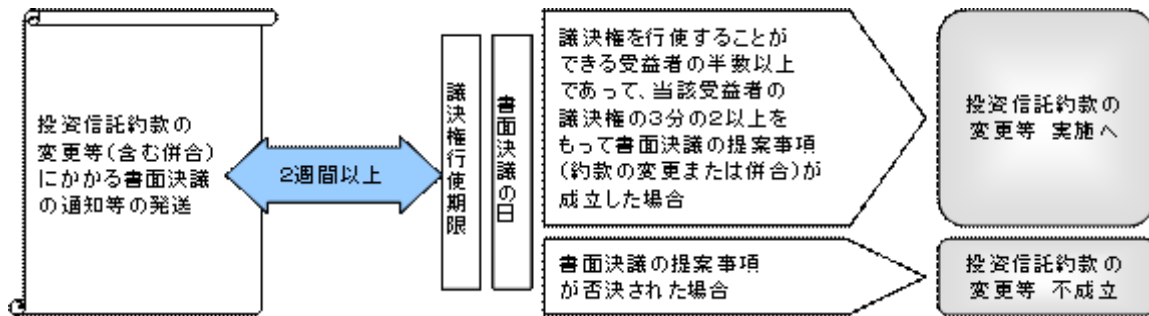 投資信託約款の
変更等(含む併合)
にかかる書面決議
の通知等の発送
2週間以上
議決権行使期限
書面決議の日
議決権を行使することが
できる受益者の半数以上
であって、当該受益者の
議決権の3分の2以上を
もって書面決議の提案事項
(約款の変更または併合)が
成立した場合
投資信託約款の
変更等 実施へ
書面決議の提案事項
が否決された場合
投資信託約款の
変更等 不成立